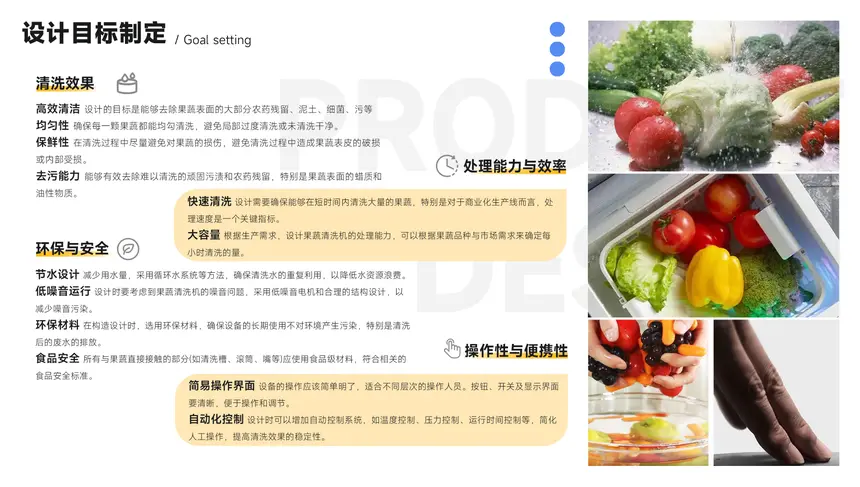 设计目标制定 / Goal setting
清洗效果
高效清洁 设计的目标是能够去除果蔬表面的大部分农药残留、泥土、细菌、污等
均匀性 确保每一颗果蔬都能均匀清洗，避免局部过度清洗或未清洗干净。
保鲜性 在清洗过程中尽量避免对果蔬的损伤，避免清洗过程中造成果蔬表皮的破损
或内部受损。
去污能力 能够有效去除难以清洗的顽固污渍和农药残留，特别是果蔬表面的蜡质和
油性物质。
处理能力与效率
快速清洗 设计需要确保能够在短时间内清洗大量的果蔬，特别是对于商业化生产线而言，处
理速度是一个关键指标。
大容量 根据生产需求，设计果蔬清洗机的处理能力，可以根据果蔬品种与市场需求来确定每
小时清洗的量。
环保与安全
节水设计 减少用水量，采用循环水系统等方法，确保清洗水的重复利用，以降低水资源浪费。
低噪音运行 设计时要考虑到果蔬清洗机的噪音问题，采用低噪音电机和合理的结构设计，以
减少噪音污染。
环保材料 在构造设计时，选用环保材料，确保设备的长期使用不对环境产生污染，特别是清洗
后的废水的排放。
食品安全 所有与果蔬直接接触的部分(如清洗槽、滚筒、喷嘴等)应使用食品级材料，符合相关的
食品安全标准。
操作性与便携性
简易操作界面 设备的操作应该简单明了，适合不同层次的操作人员。按钮、开关及显示界面
要清晰，便于操作和调节。
自动化控制 设计时可以增加自动控制系统，如温度控制、压力控制、运行时间控制等，简化
人工操作，提高清洗效果的稳定性。
PRODU
DES